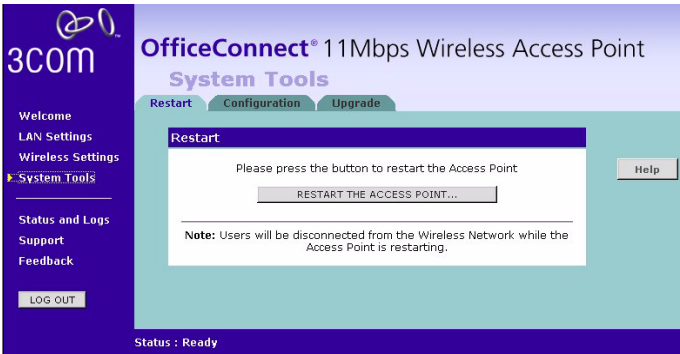 3COM
OfficeConnect® 11Mbps Wireless Access Point
System Tools
Restart Configuration Upgrade
Welcome
LAN Settings
Wireless Settings
System Tools
Status and Logs
Support
Feedback
LOG OUT
Restart
Please press the button to restart the Access Point
RESTART THE ACCESS POINT...
Note: Users will be disconnected from the Wireless Network while the
Access Point is restarting.
Help
Status : Ready